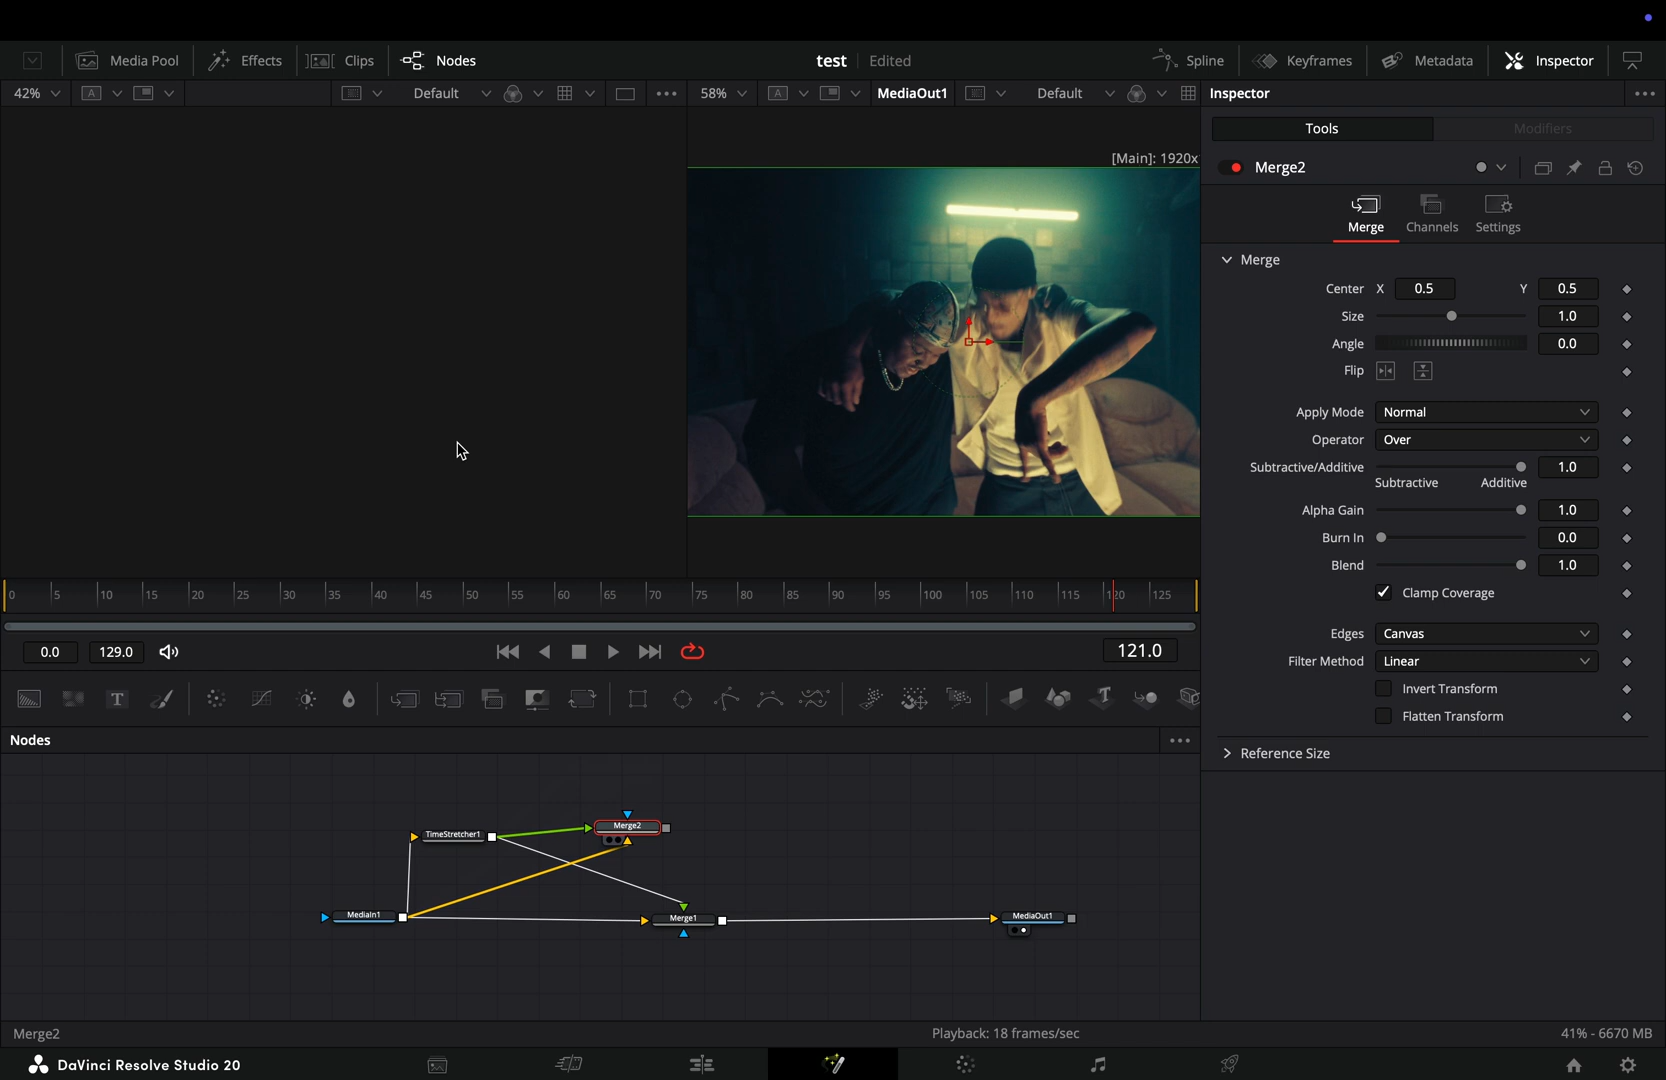 Media Pool Effects Clips Nodes test Edited Spline Keyframes Metadata Inspector
42% A Default 58% A MediaOut1 Default Inspector
Tools Modifiers
[Main]: 1920x
Merge2
Merge Channels Settings
Merge
Center X 0.5 Y 0.5
Size 1.0
Angle 0.0
Flip
Apply Mode Normal
Operator Over
Subtractive/Additive 1.0
Subtractive Additive
Alpha Gain 1.0
Burn In 0.0
Blend 1.0
Clamp Coverage
Edges Canvas
Filter Method Linear
Invert Transform
Flatten Transform
Reference Size
0 5 10 15 20 25 30 35 40 45 50 55 60 65 70 75 80 85 90 95 100 105 110 115 120 125
0.0 129.0 121.0
T T
Nodes
Merge2
TimeStretcher1
MediaIn1 Merge1 MediaOut1
Merge2 Playback: 18 frames/sec 41% - 6670 MB
DaVinci Resolve Studio 20